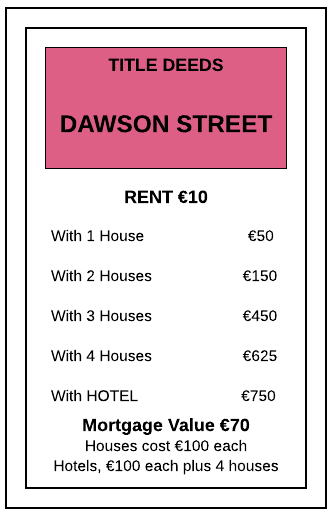 TITLE DEEDS
DAWSON STREET
RENT €10
With 1 House €50
With 2 Houses €150
With 3 Houses €450
With 4 Houses €625
With HOTEL €750
Mortgage Value €70
Houses cost €100 each
Hotels, €100 each plus 4 houses